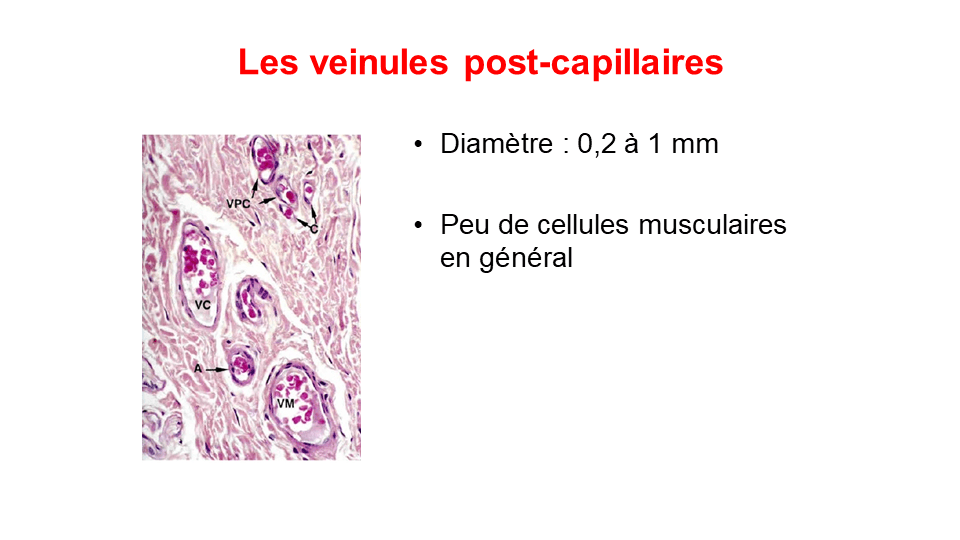 Les veinules post-capillaires
• Diamètre : 0,2 à 1 mm
• Peu de cellules musculaires
en général
VPC
C
VC
A
VM